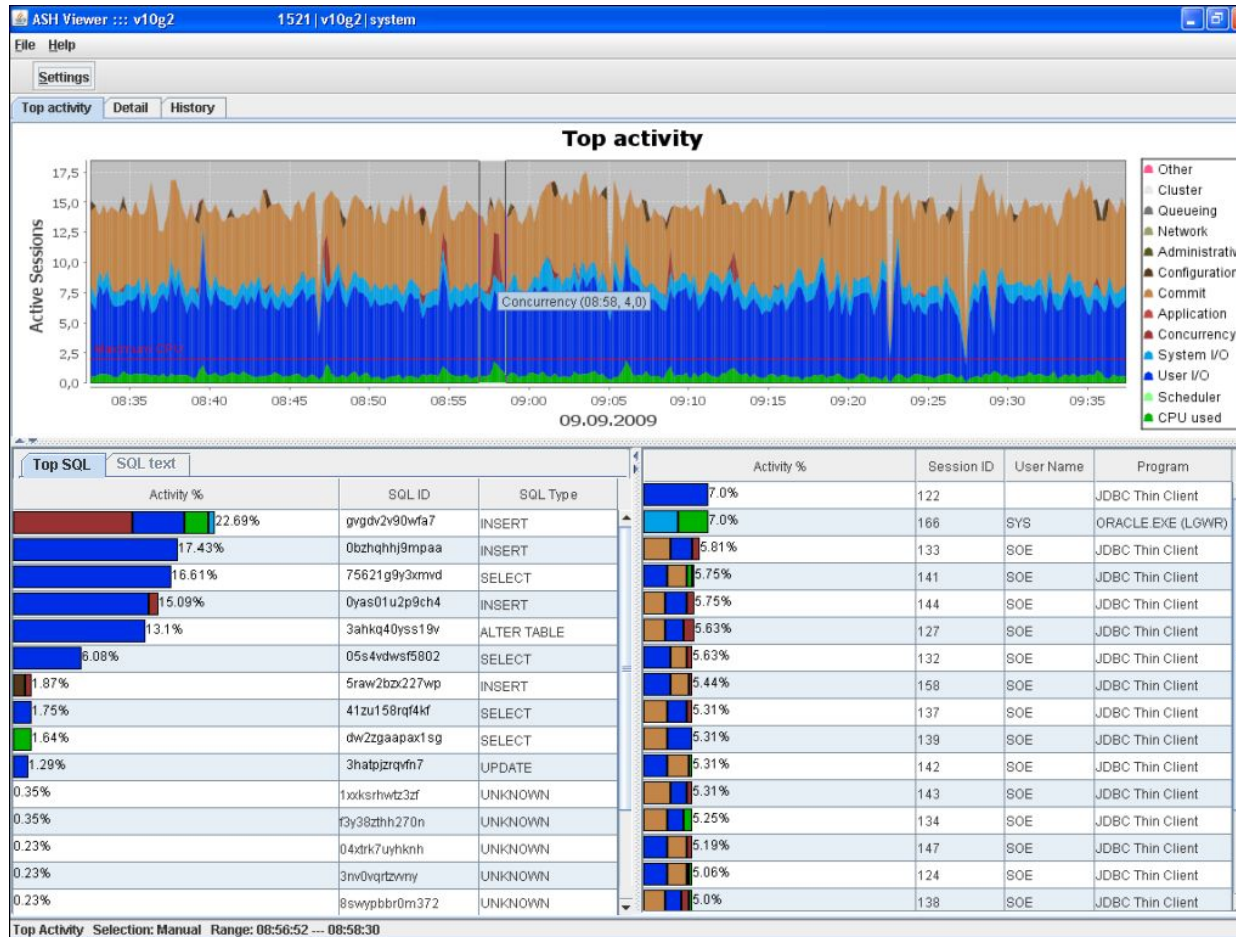 ASH Viewer ::: v10g2 1521|v10g2|system
File Help
Settings
Top activity Detail History
Top activity
Active Sessions
17,5
15,0
12,5
10,0
7,5
5,0
2,5
0,0
Maximum CPU
Concurrency (08:58, 4,0)
08:35 08:40 08:45 08:50 08:55 09:00 09:05 09:10 09:15 09:20 09:25 09:30 09:35
09.09.2009
Other
Cluster
Queueing
Network
Administrativ
Configuration
Commit
Application
Concurrency
System I/O
User I/O
Scheduler
CPU used
Top SQL SQL text
Activity % SQL ID SQL Type
22.69% gvgdv2v90wfa7 INSERT
17.43% 0bzhqhhj9mpaa INSERT
16.61% 75621g9y3xmvd SELECT
15.09% 0yas01u2p9ch4 INSERT
13.1% 3ahkq40yss19v ALTER TABLE
6.08% 05s4vdwsf5802 SELECT
1.87% 5raw2bzx227wp INSERT
1.75% 41zu158rqf4kf SELECT
1.64% dw2zgaapax1sg SELECT
1.29% 3hatpjzrqvfn7 UPDATE
0.35% 1xxksrhwtz3zf UNKNOWN
0.35% f3y38zthh270n UNKNOWN
0.23% 04xtrk7uyhknh UNKNOWN
0.23% 3nv0vqrtzvvny UNKNOWN
0.23% 8swypbbr0m372 UNKNOWN
Activity % Session ID User Name Program
7.0% 122 JDBC Thin Client
7.0% 166 SYS ORACLE.EXE (LGWR)
5.81% 133 SOE JDBC Thin Client
5.75% 141 SOE JDBC Thin Client
5.75% 144 SOE JDBC Thin Client
5.63% 127 SOE JDBC Thin Client
5.63% 132 SOE JDBC Thin Client
5.44% 158 SOE JDBC Thin Client
5.31% 137 SOE JDBC Thin Client
5.31% 139 SOE JDBC Thin Client
5.31% 142 SOE JDBC Thin Client
5.31% 143 SOE JDBC Thin Client
5.25% 134 SOE JDBC Thin Client
5.19% 147 SOE JDBC Thin Client
5.06% 124 SOE JDBC Thin Client
5.0% 138 SOE JDBC Thin Client
Top Activity Selection: Manual Range: 08:56:52 --- 08:58:30